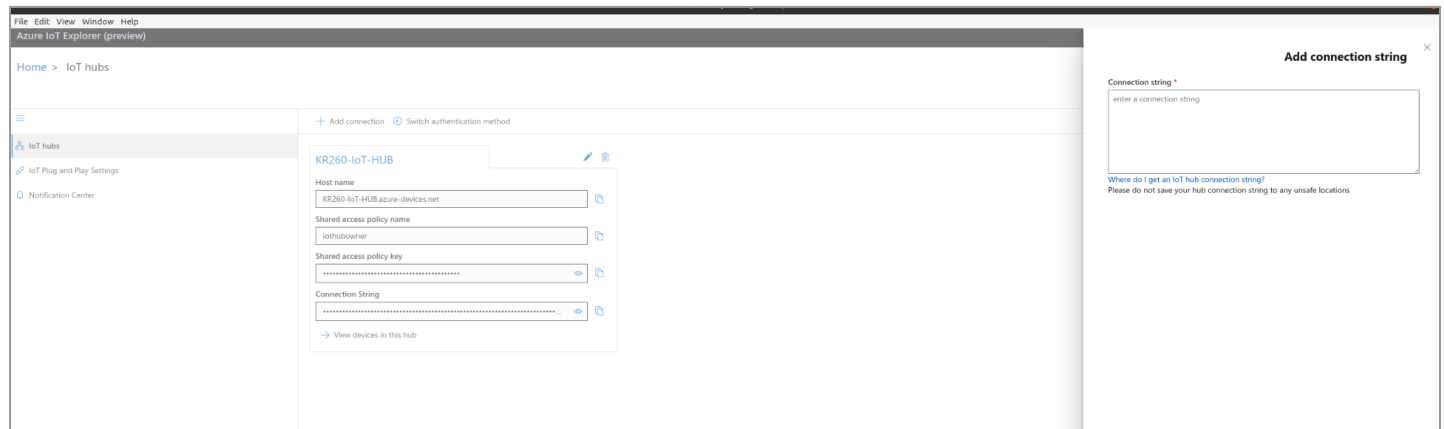 File Edit View Window Help
Azure IoT Explorer (preview)
Home > IoT hubs
+ Add connection Switch authentication method
IoT hubs
IoT Plug and Play Settings
Notification Center
KR260-IoT-HUB
Host name
KR260-IoT-HUB.azure-devices.net
Shared access policy name
iothubowner
Shared access policy key
Connection String
View devices in this hub
Add connection string
Connection string *
enter a connection string
Where do I get an IoT hub connection string?
Please do not save your hub connection string to any unsafe locations